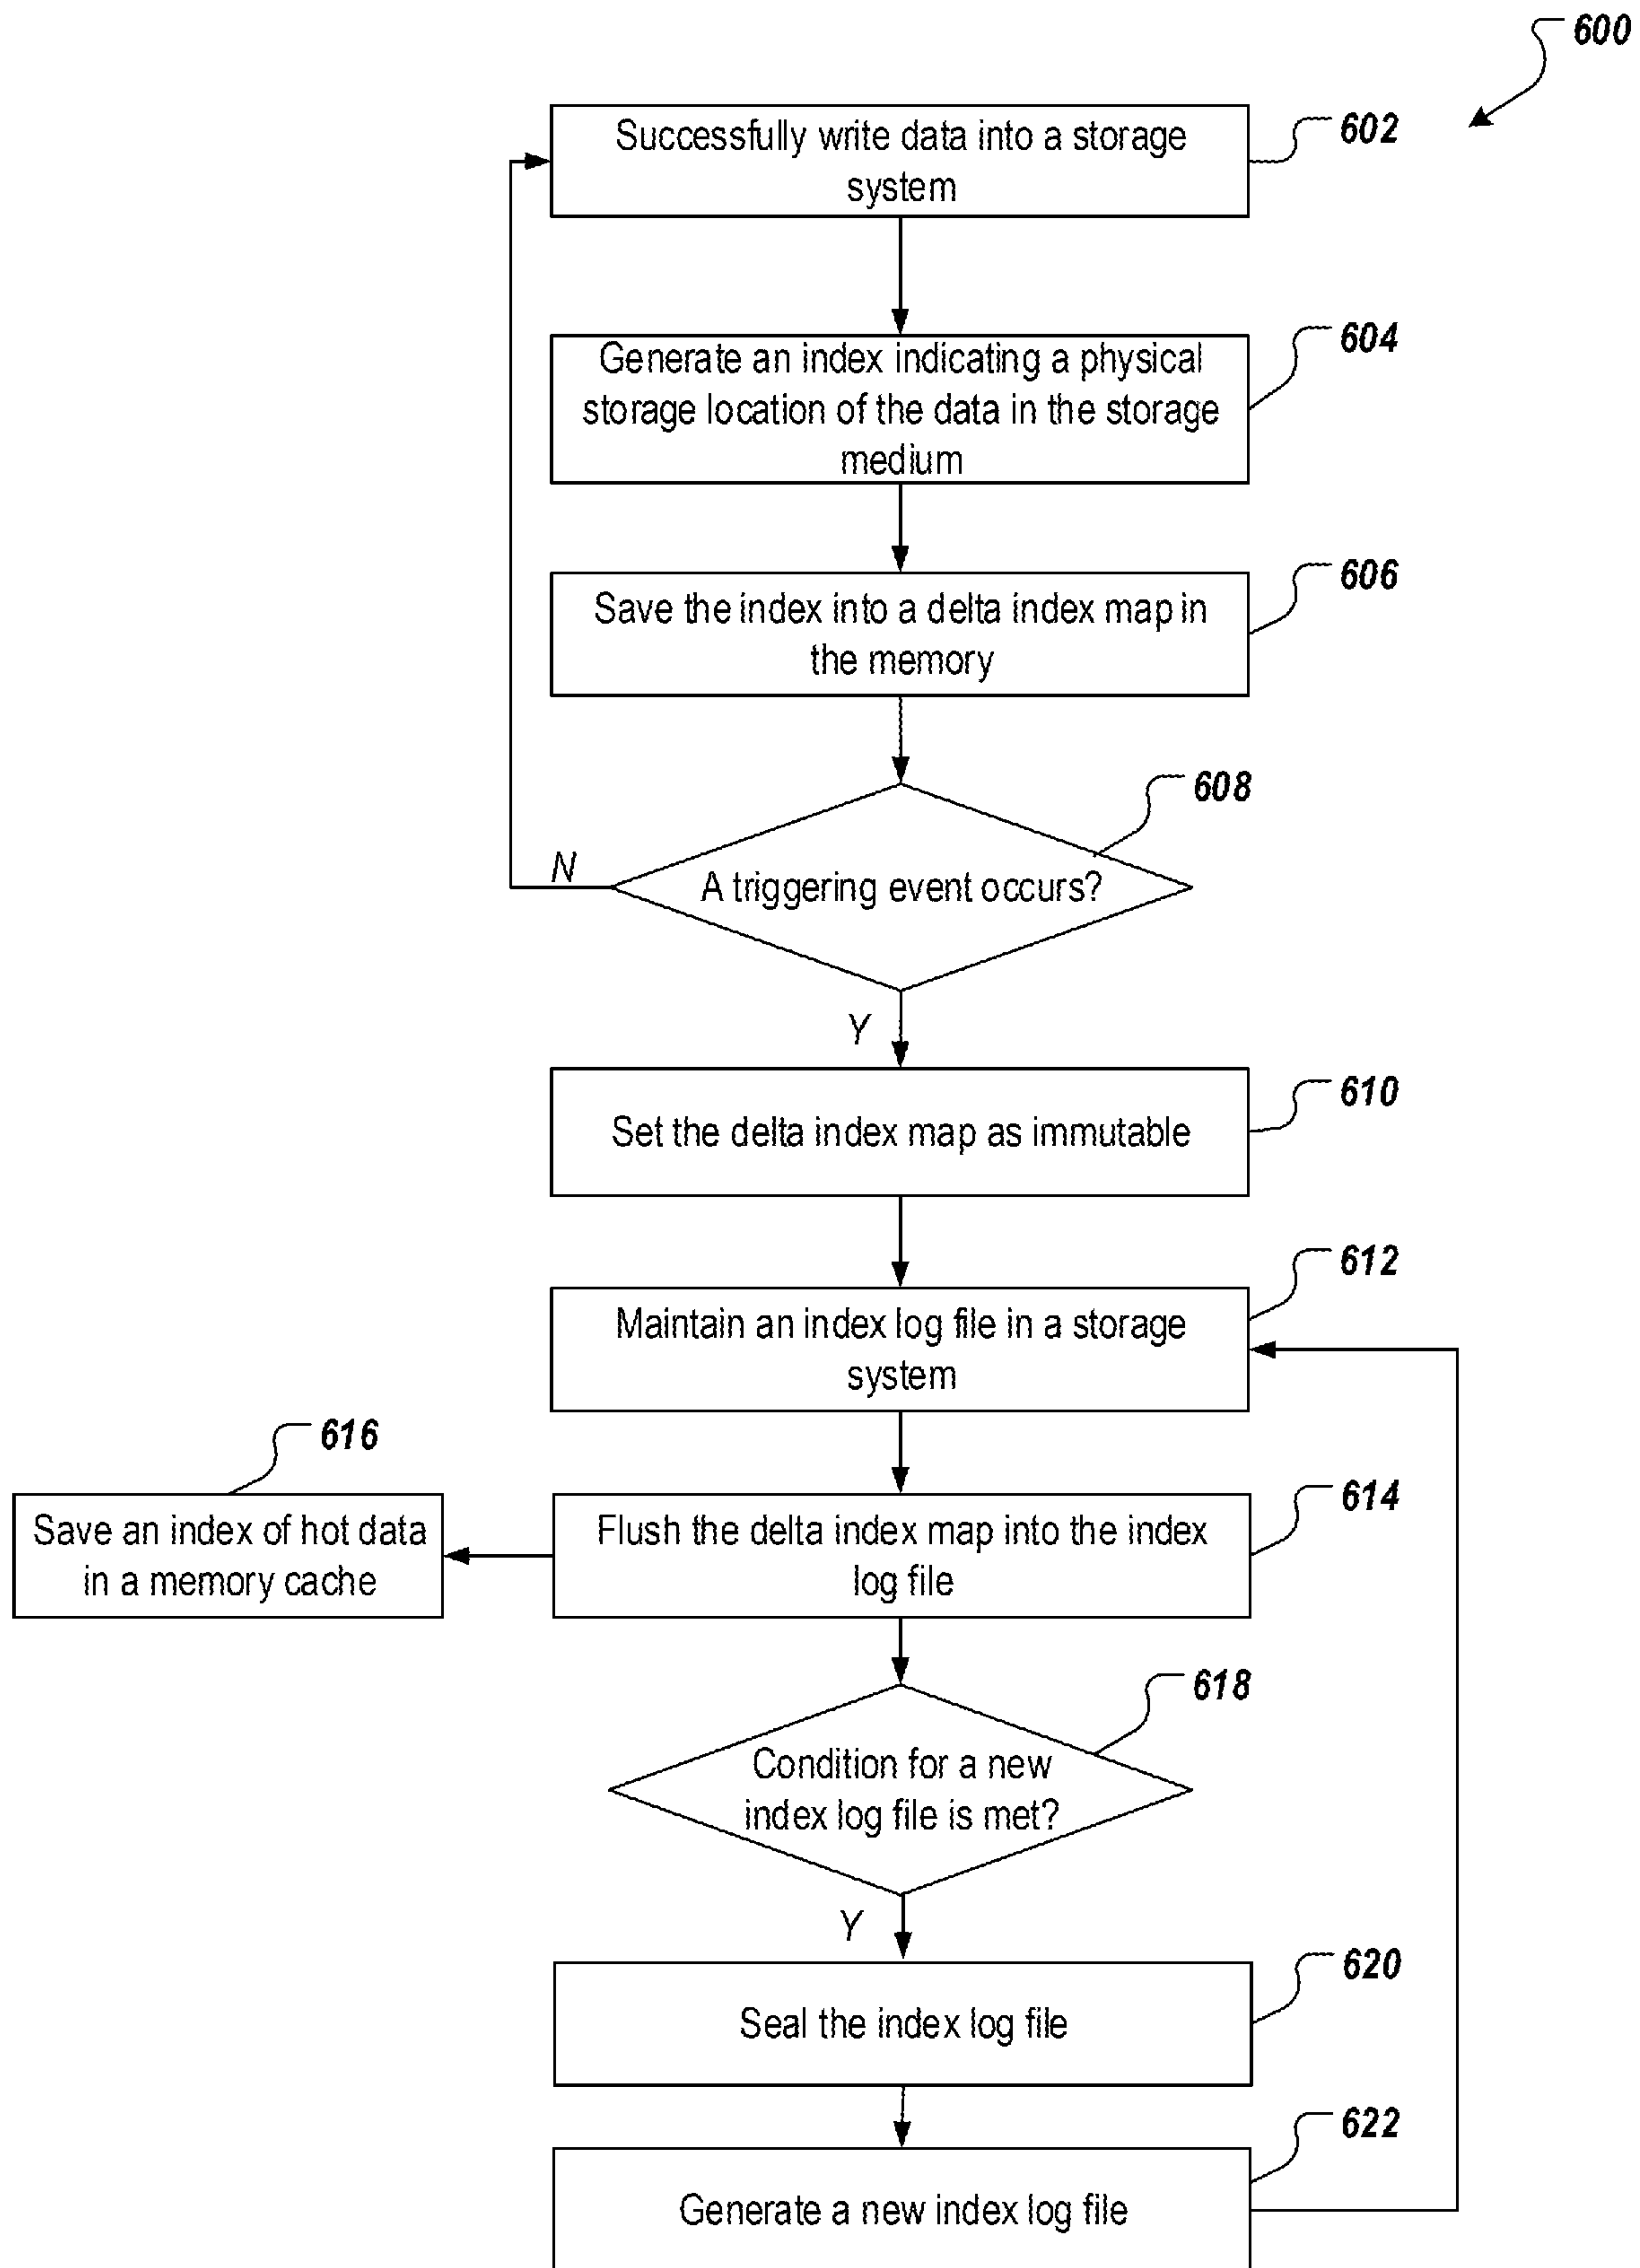 600
Successfully write data into a storage
system
602
Generate an index indicating a physical
storage location of the data in the storage
medium
604
Save the index into a delta index map in
the memory
606
608
A triggering event occurs?
N
Y
Set the delta index map as immutable
610
Maintain an index log file in a storage
system
612
616
Save an index of hot data
in a memory cache
Flush the delta index map into the index
log file
614
618
Condition for a new
index log file is met?
Y
Seal the index log file
620
Generate a new index log file
622